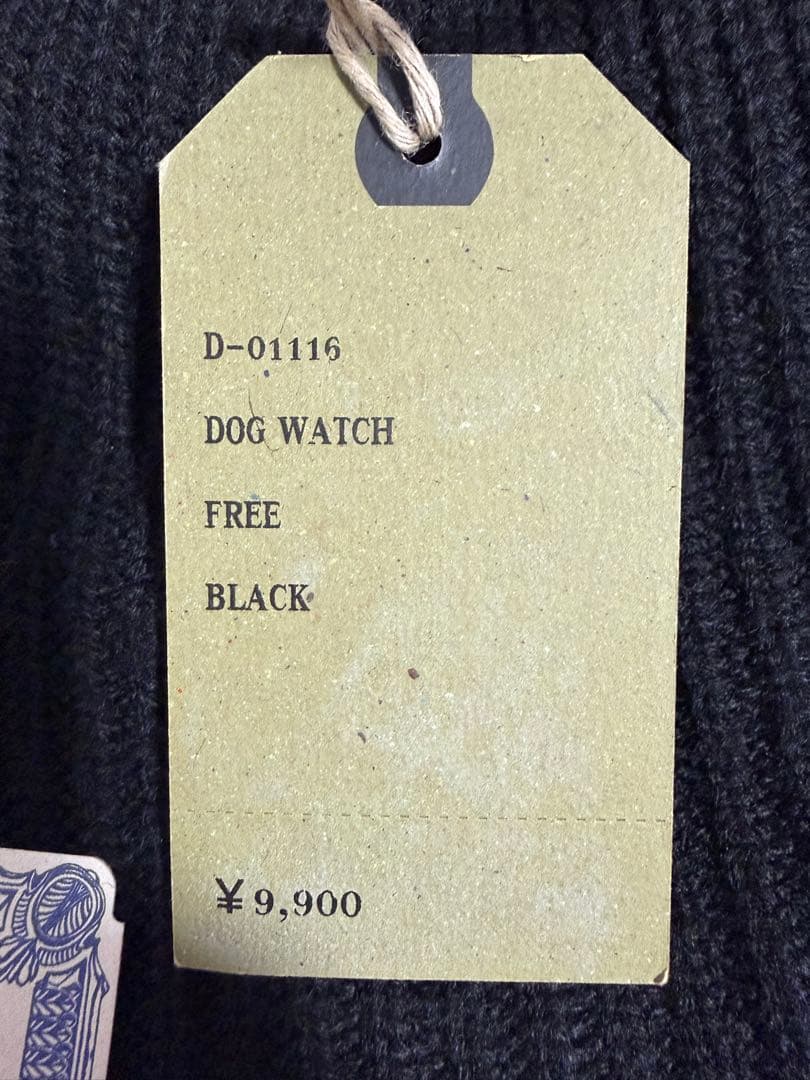 D-01116
DOG WATCH
FREE
BLACK
¥9,900